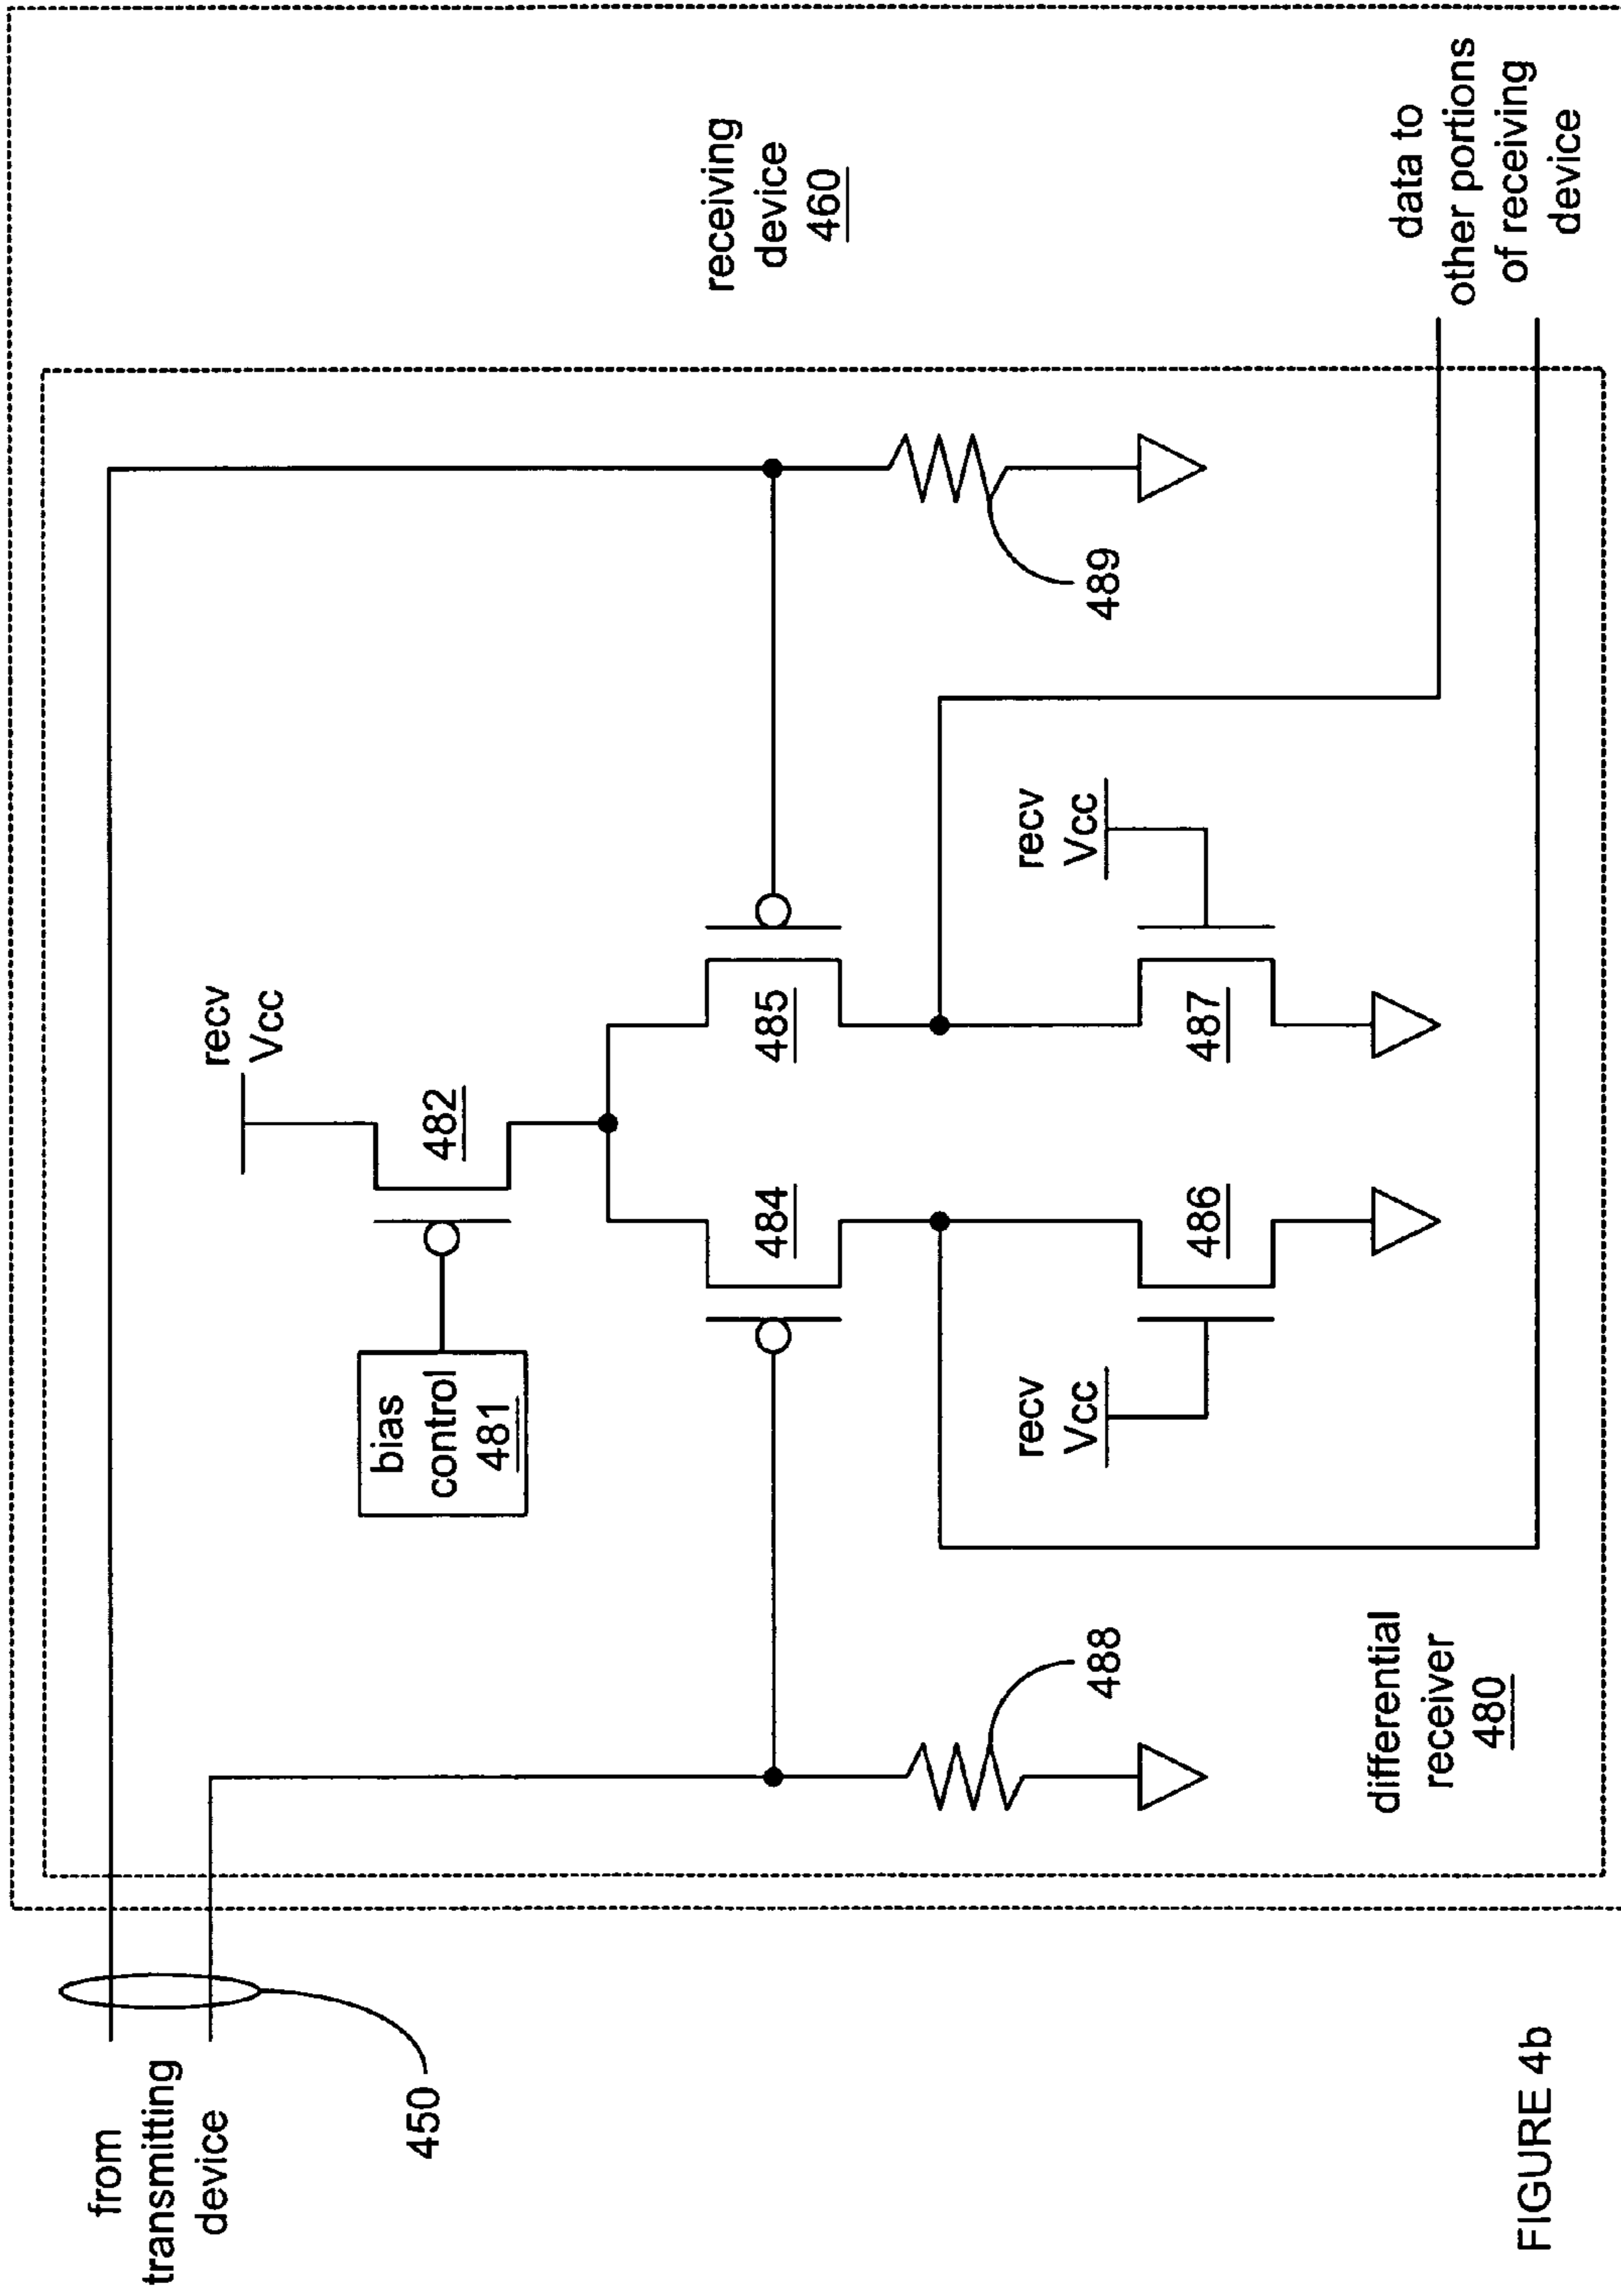 from
transmitting
device
450
recv
Vcc
bias
control
481
482
484
485
receiving
device
460
recv
Vcc
486
recv
Vcc
487
488
489
differential
receiver
480
data to
other portions
of receiving
device
FIGURE 4b